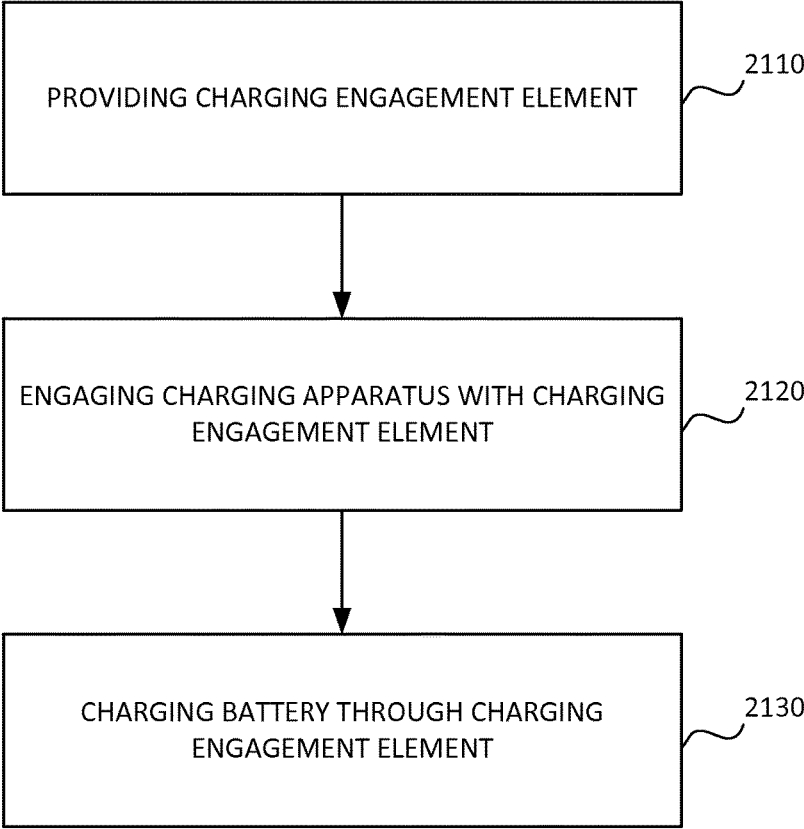 PROVIDING CHARGING ENGAGEMENT ELEMENT
2110
ENGAGING CHARGING APPARATUS WITH CHARGING
ENGAGEMENT ELEMENT
2120
CHARGING BATTERY THROUGH CHARGING
ENGAGEMENT ELEMENT
2130